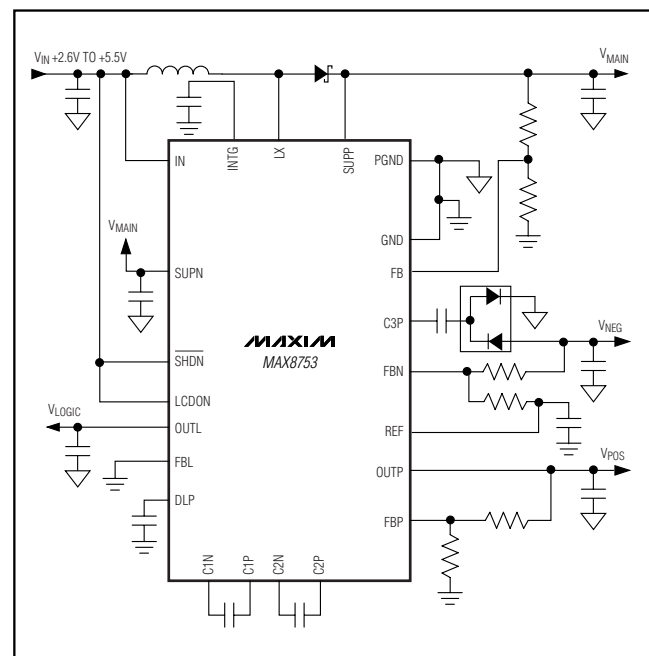 VIN +2.6V TO +5.5V
VMAIN
IN
INTG
LX
SUPP
PGND
GND
FB
VMAIN
SUPN
C3P
VNEG
MAXIM
MAX8753
SHDN
FBN
LCDON
VLOGIC
OUTL
REF
FBL
OUTP
VPOS
DLP
FBP
C1N
C1P
C2N
C2P